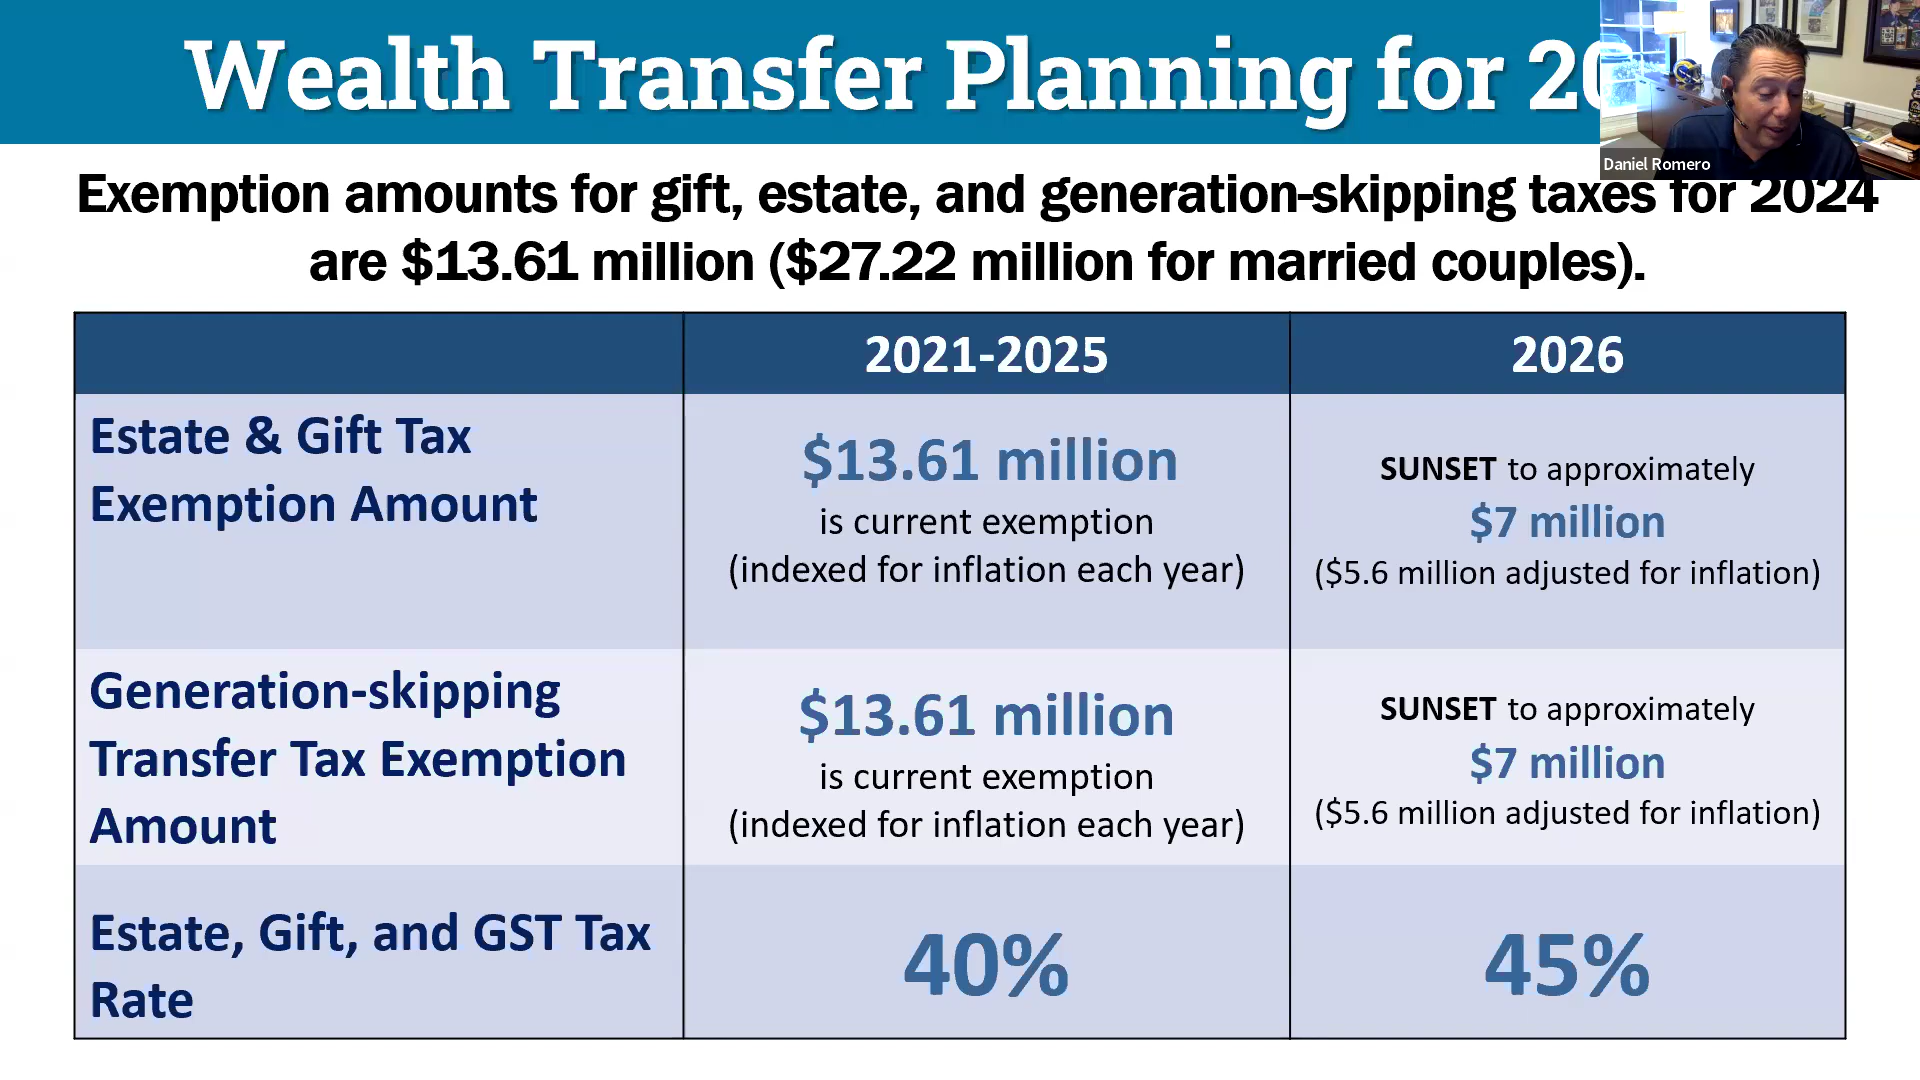 Wealth Transfer Planning for 20
Daniel Romero
Exemption amounts for gift, estate, and generation-skipping taxes for 2024
are $13.61 million ($27.22 million for married couples).
2021-2025
2026
Estate & Gift Tax
Exemption Amount
$13.61 million
is current exemption
(indexed for inflation each year)
SUNSET to approximately
$7 million
($5.6 million adjusted for inflation)
Generation-skipping
Transfer Tax Exemption
Amount
$13.61 million
is current exemption
(indexed for inflation each year)
SUNSET to approximately
$7 million
($5.6 million adjusted for inflation)
Estate, Gift, and GST Tax
Rate
40%
45%